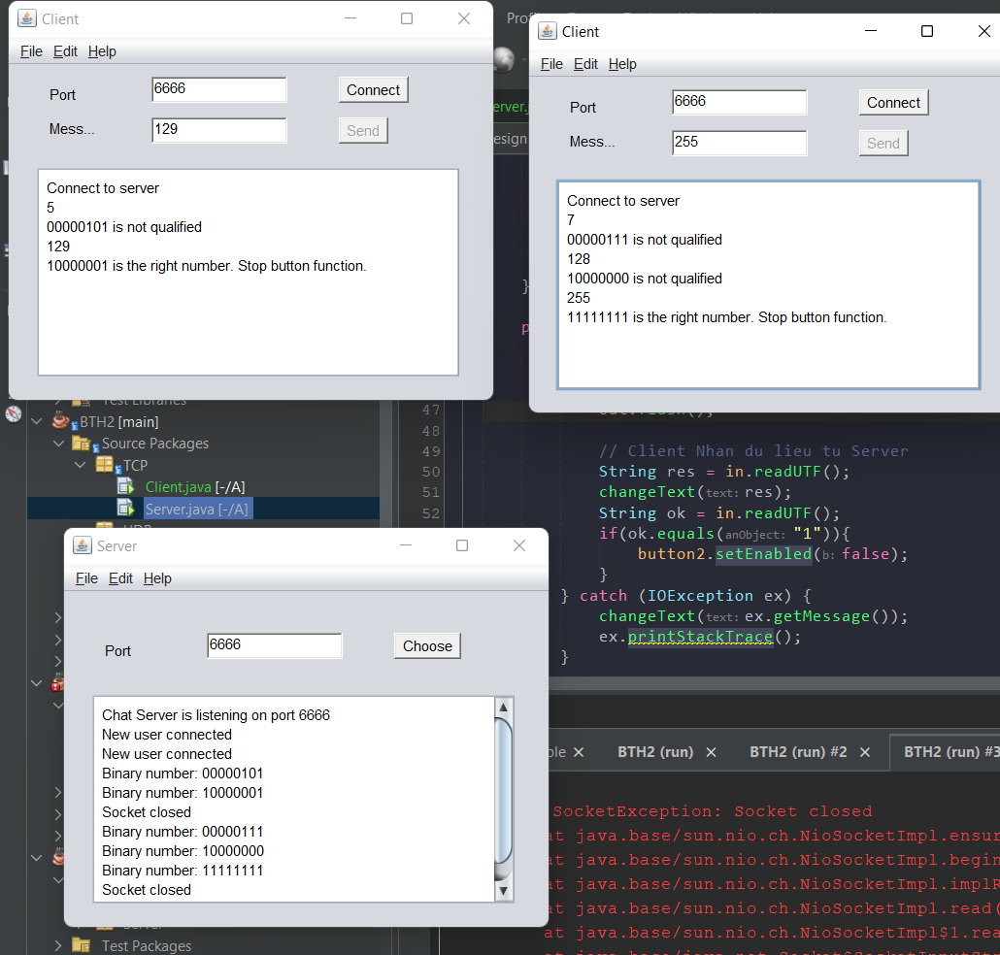 Client
File Edit Help
Port 6666 Connect
Mess... 129 Send
Connect to server
5
00000101 is not qualified
129
10000001 is the right number. Stop button function.
Client
File Edit Help
Port 6666 Connect
Mess... 255 Send
Connect to server
7
00000111 is not qualified
128
10000000 is not qualified
255
11111111 is the right number. Stop button function.
Test Libraries
BTH2 [main]
Source Packages
TCP
Client.java [-/A]
Server.java [-/A]
47
48
49 // Client Nhan du lieu tu Server
50 String res = in.readUTF();
51 changeText(text: res);
52 String ok = in.readUTF();
if(ok.equals(anObject: "1")){
button2.setEnabled(b: false);
}
} catch (IOException ex) {
changeText(text: ex.getMessage());
ex.printStackTrace();
}
Server
File Edit Help
Port 6666 Choose
Chat Server is listening on port 6666
New user connected
New user connected
Binary number: 00000101
Binary number: 10000001
Socket closed
Binary number: 00000111
Binary number: 10000000
Binary number: 11111111
Socket closed
Test Packages
BTH2 (run) BTH2 (run) #2 BTH2 (run) #3
SocketException: Socket closed
at java.base/sun.nio.ch.NioSocketImpl.ensur
at java.base/sun.nio.ch.NioSocketImpl.begin
at java.base/sun.nio.ch.NioSocketImpl.implR
at java.base/sun.nio.ch.NioSocketImpl.read(
at java.base/sun.nio.ch.NioSocketImpl$1.rea